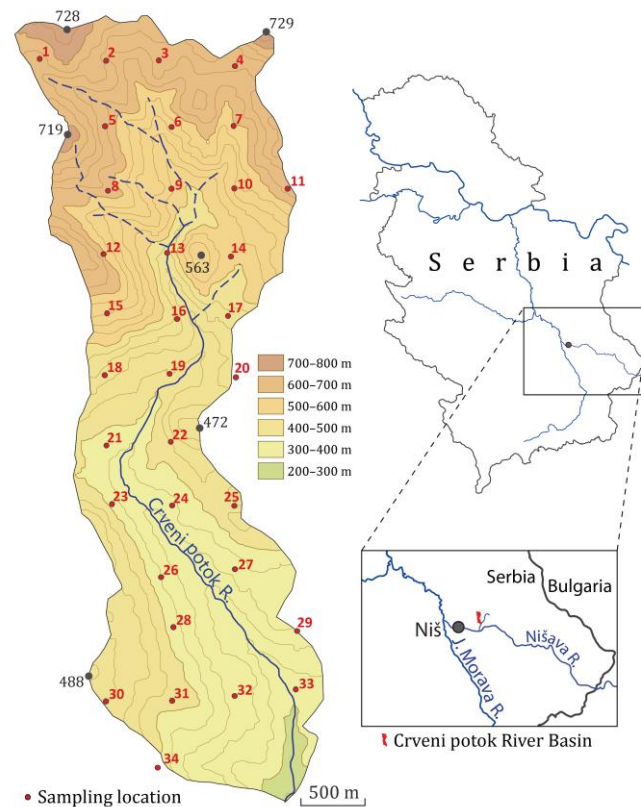 728
729
1
2
3
4
719
5
6
7
8
9
10
11
12
13
563
14
15
16
17
18
19
20
472
21
22
23
24
25
26
27
28
29
488
30
31
32
33
34
Crveni potok R.
700–800 m
600–700 m
500–600 m
400–500 m
300–400 m
200–300 m
Sampling location
500 m
Serbia
Serbia
Bulgaria
Niš
Nišava R.
J. Morava R.
Crveni potok River Basin